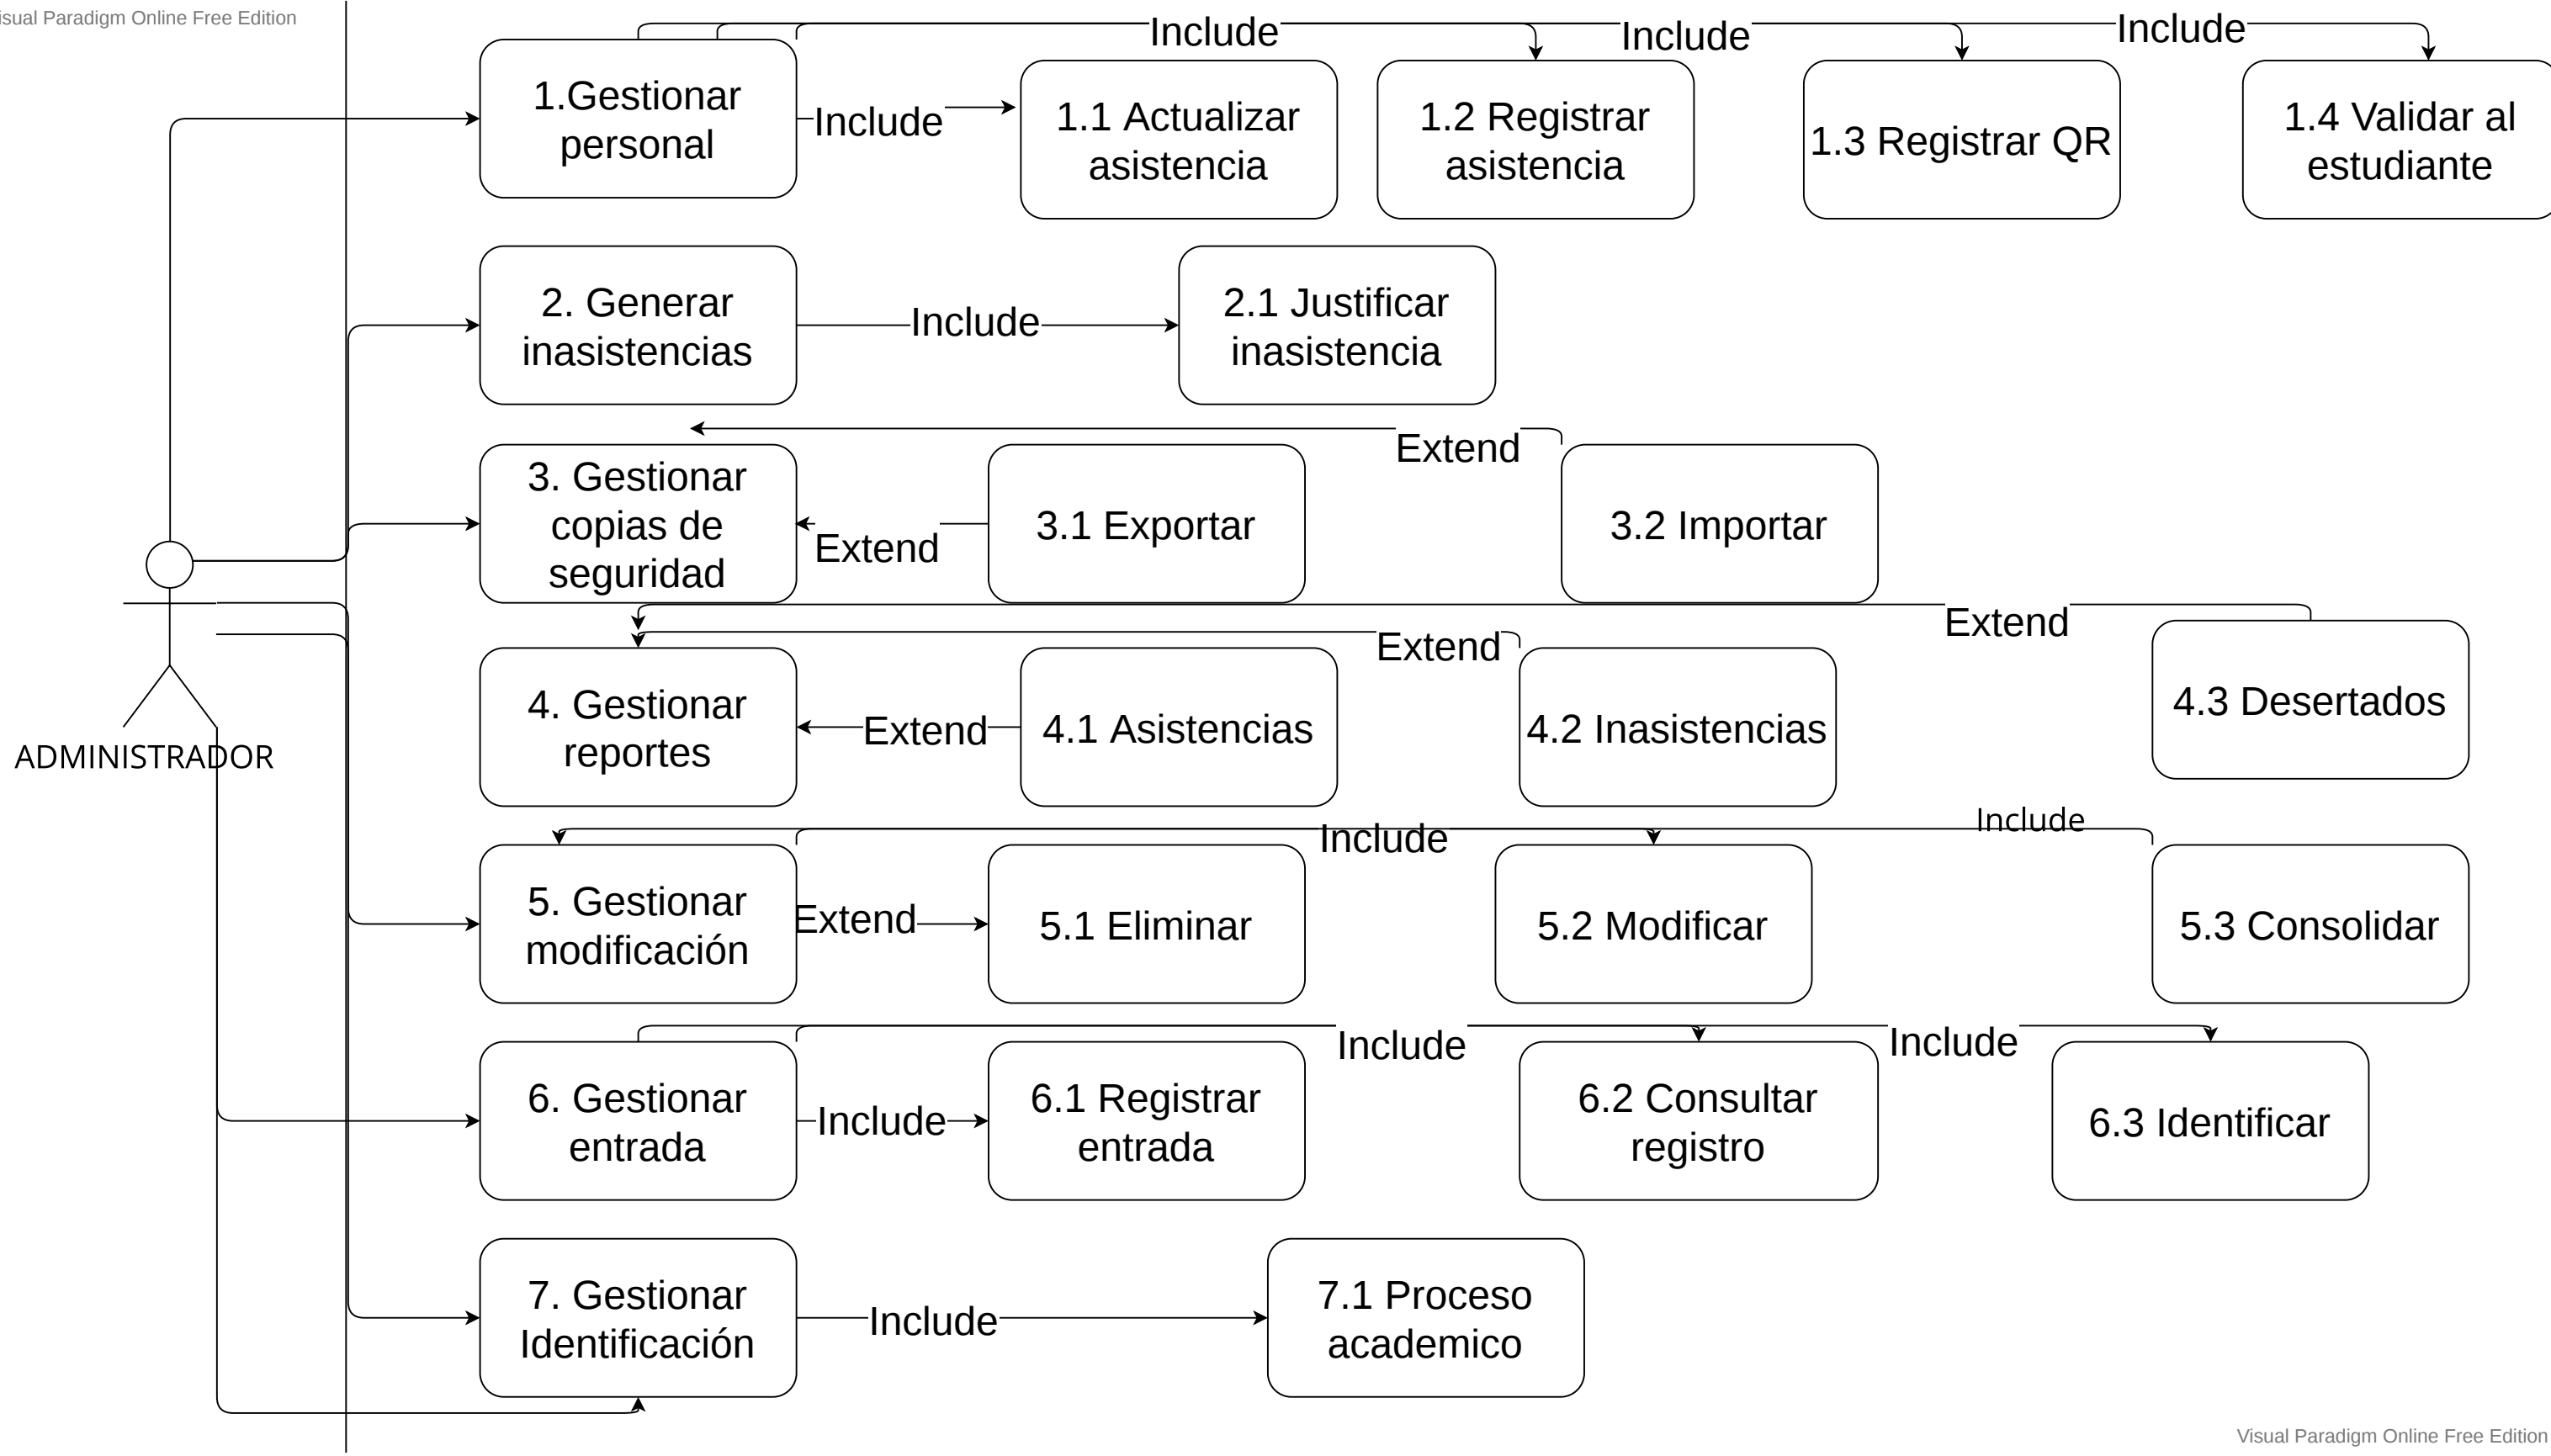 isual Paradigm Online Free Edition
Include
Include
Include
1.Gestionar
personal
Include
1.1 Actualizar
asistencia
1.2 Registrar
asistencia
1.3 Registrar QR
1.4 Validar al
estudiante
2. Generar
inasistencias
Include
2.1 Justificar
inasistencia
Extend
3. Gestionar
copias de
seguridad
Extend
3.1 Exportar
3.2 Importar
Extend
Extend
4. Gestionar
reportes
Extend
4.1 Asistencias
4.2 Inasistencias
4.3 Desertados
ADMINISTRADOR
Include
Include
5. Gestionar
modificación
Extend
5.1 Eliminar
5.2 Modificar
5.3 Consolidar
Include
Include
6. Gestionar
entrada
Include
6.1 Registrar
entrada
6.2 Consultar
registro
6.3 Identificar
7. Gestionar
Identificación
Include
7.1 Proceso
academico
Visual Paradigm Online Free Edition